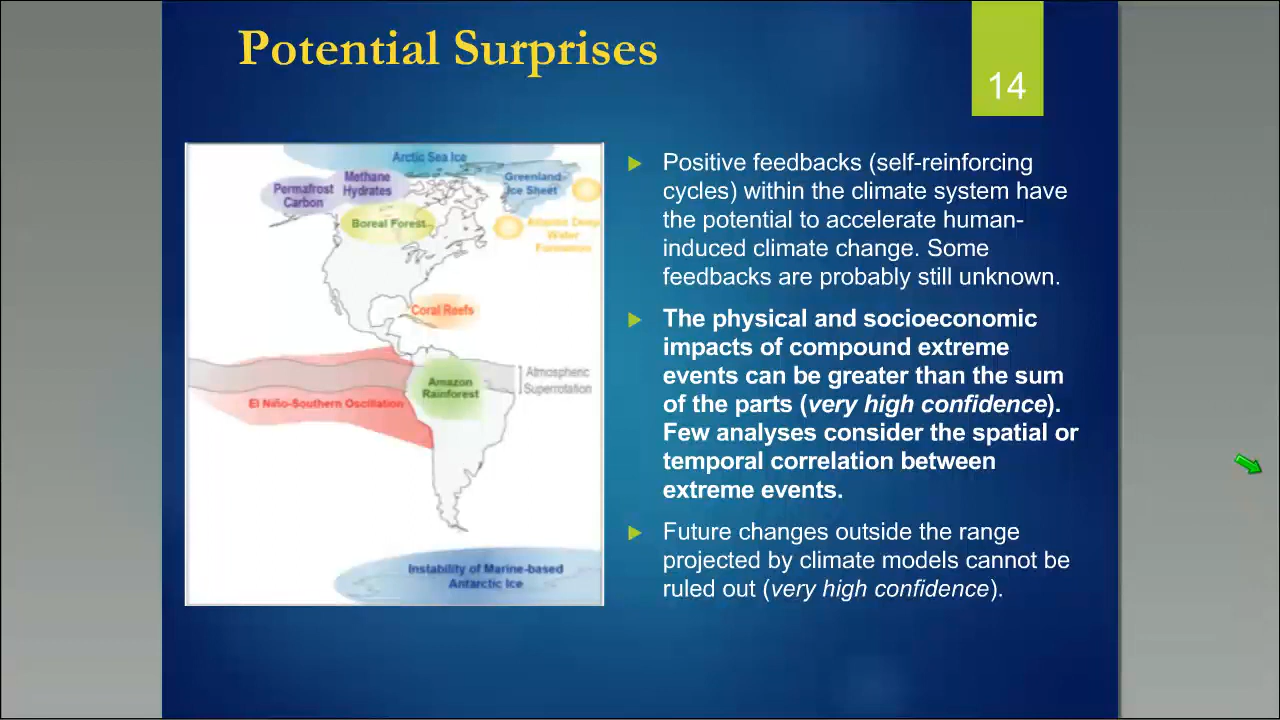 Potential Surprises
14
Arctic Sea Ice
Methane
Hydrates
Permafrost
Carbon
Greenland
Ice Sheet
Boreal Forest
Atlantic Deep
Water
Formation
Coral Reefs
Atmospheric
Superrotation
Amazon
Rainforest
El Niño-Southern Oscillation
Instability of Marine-based
Antarctic Ice
Positive feedbacks (self-reinforcing
cycles) within the climate system have
the potential to accelerate human-
induced climate change. Some
feedbacks are probably still unknown.
The physical and socioeconomic
impacts of compound extreme
events can be greater than the sum
of the parts (very high confidence).
Few analyses consider the spatial or
temporal correlation between
extreme events.
Future changes outside the range
projected by climate models cannot be
ruled out (very high confidence).